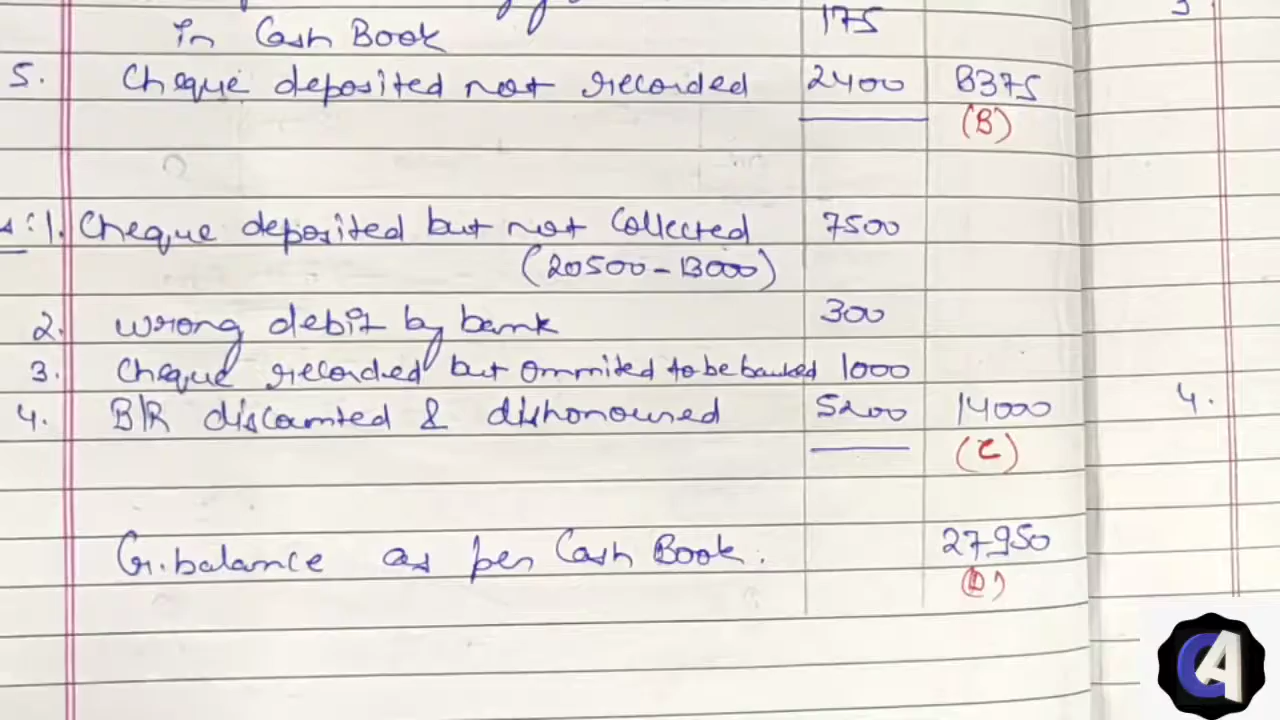 in Cash Book 175
5. Cheque deposited not recorded 2400 8375
(B)
s:1. Cheque deposited but not Collected 7500
(20500-13000)
2. wrong debit by bank 300
3. Cheque recorded but ommited to be banked 1000
4. B/R discounted & dishonoured 5200 14000 4.
(C)
Cr. balance as per Cash Book. 27950
(D)
CA